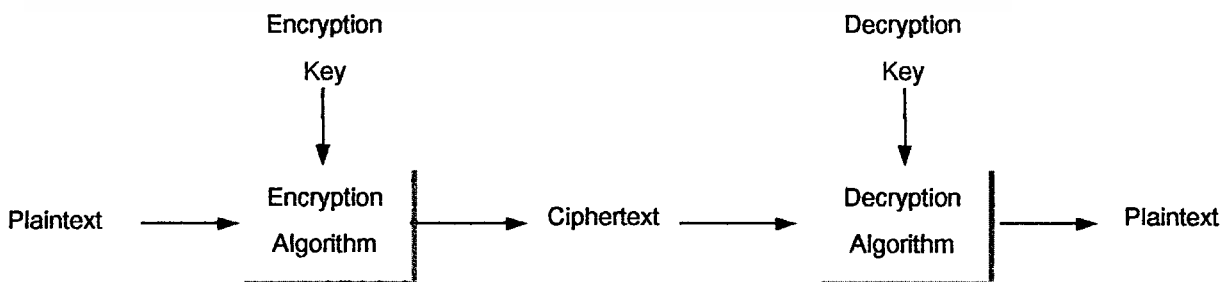 Encryption
Key
Decryption
Key
Plaintext
Encryption
Algorithm
Ciphertext
Decryption
Algorithm
Plaintext